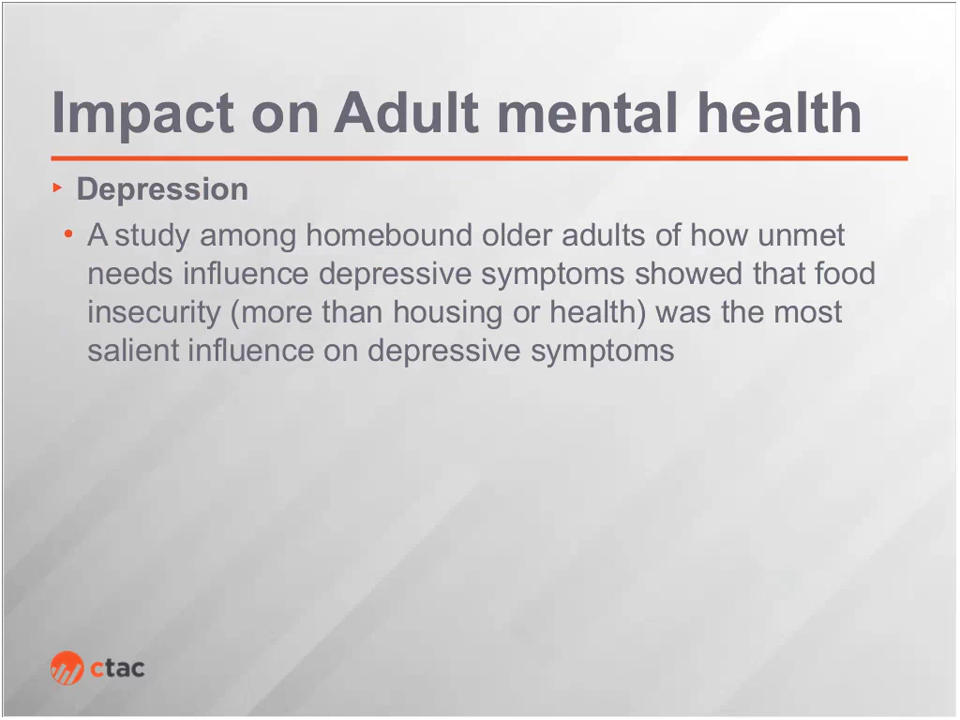 Impact on Adult mental health
‣ Depression
• A study among homebound older adults of how unmet
needs influence depressive symptoms showed that food
insecurity (more than housing or health) was the most
salient influence on depressive symptoms
ctac